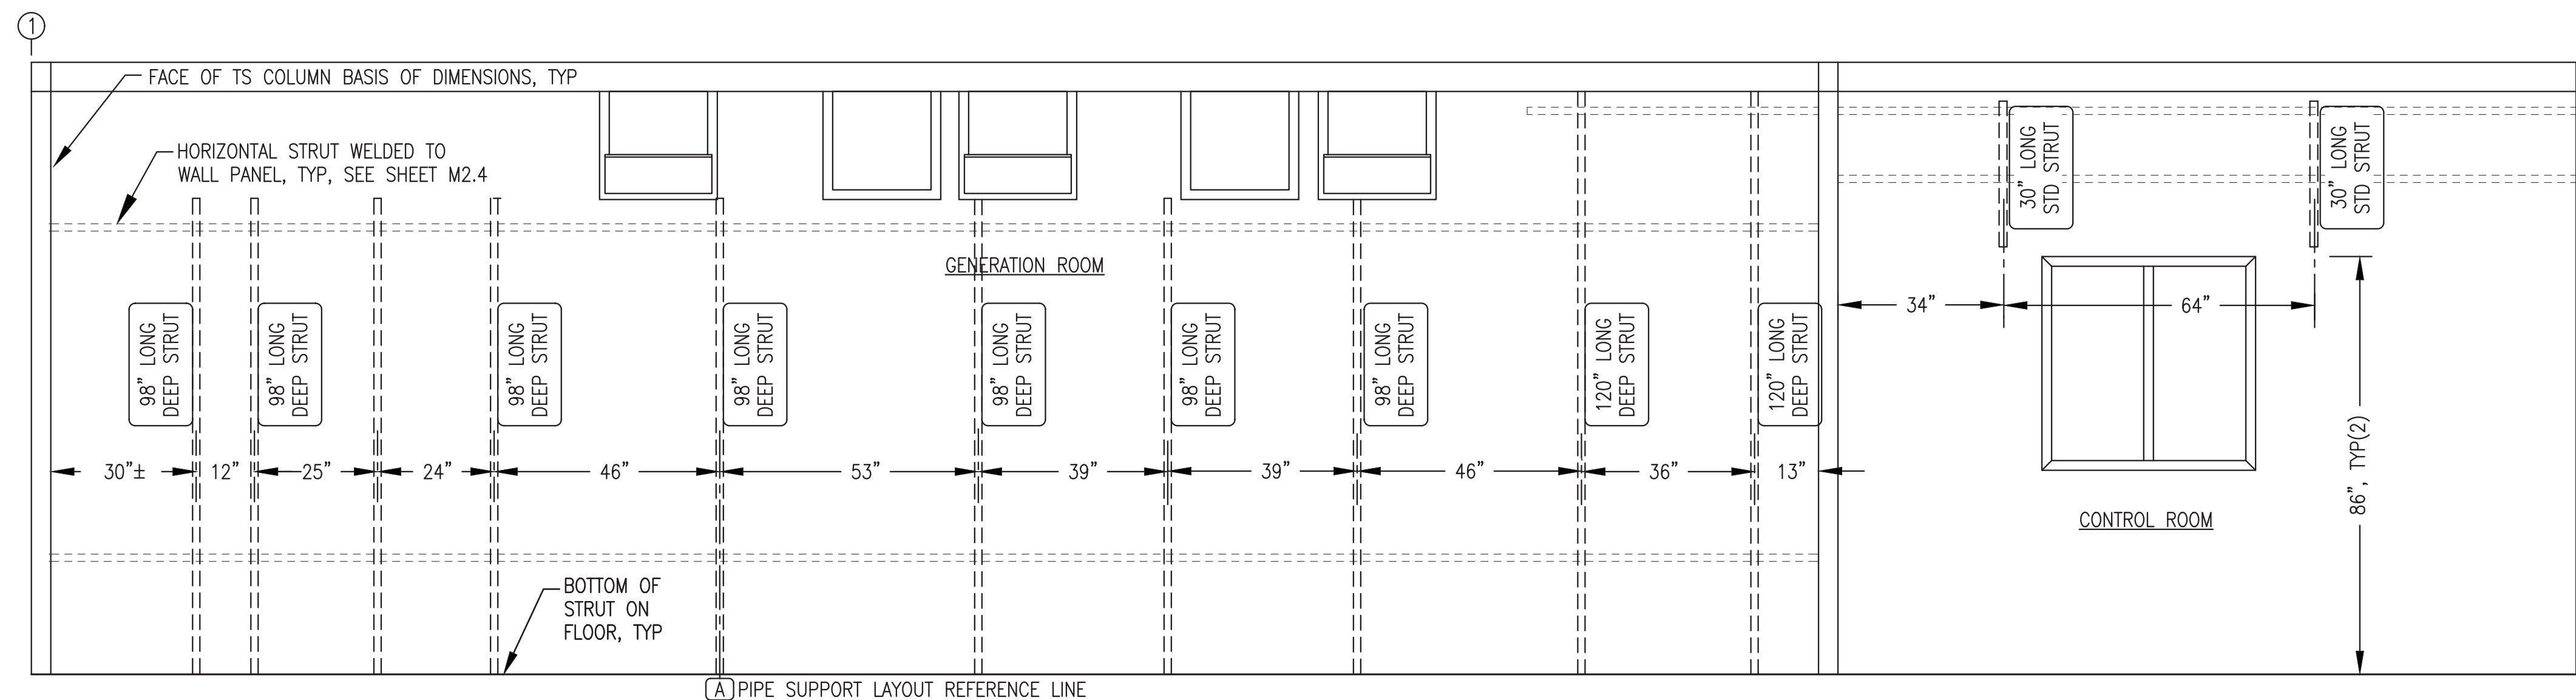 1
FACE OF TS COLUMN BASIS OF DIMENSIONS, TYP
HORIZONTAL STRUT WELDED TO
WALL PANEL, TYP, SEE SHEET M2.4
30" LONG
STD STRUT
30" LONG
STD STRUT
GENERATION ROOM
98" LONG
DEEP STRUT
98" LONG
DEEP STRUT
98" LONG
DEEP STRUT
98" LONG
DEEP STRUT
98" LONG
DEEP STRUT
98" LONG
DEEP STRUT
98" LONG
DEEP STRUT
120" LONG
DEEP STRUT
120" LONG
DEEP STRUT
34"
64"
30"±
12"
25"
24"
46"
53"
39"
39"
46"
36"
13"
86", TYP(2)
CONTROL ROOM
BOTTOM OF
STRUT ON
FLOOR, TYP
A PIPE SUPPORT LAYOUT REFERENCE LINE